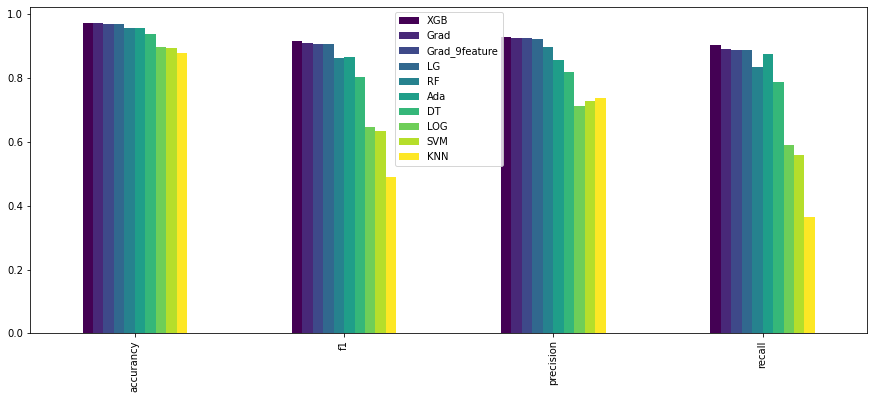 1.0
0.8
0.6
0.4
0.2
0.0
XGB
Grad
Grad_9feature
LG
RF
Ada
DT
LOG
SVM
KNN
accurancy
f1
precision
recall